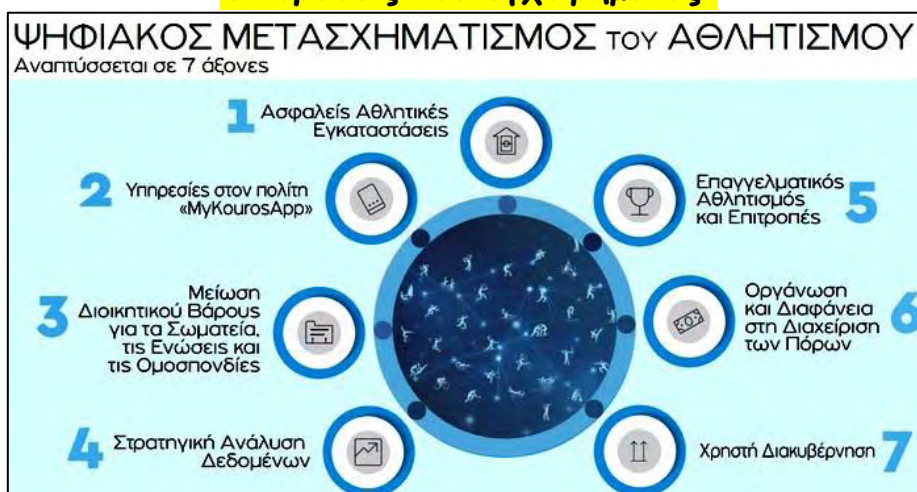 ΨΗΦΙΑΚΟΣ ΜΕΤΑΣΧΗΜΑΤΙΣΜΟΣ ΤΟΥ ΑΘΛΗΤΙΣΜΟΥ
Αναπτύσσεται σε 7 άξονες
1 Ασφαλείς Αθλητικές
Εγκαταστάσεις
2 Υπηρεσίες στον πολίτη
«MyKourosApp»
3 Μείωση
Διοικητικού Βάρους
για τα Σωματεία,
τις Ενώσεις και
τις Ομοσπονδίες
4 Στρατηγική Ανάλυση
Δεδομένων
Επαγγελματικός
Αθλητισμός
και Επιτροπές 5
Οργάνωση
και Διαφάνεια
στη Διαχείριση
των Πόρων 6
Χρηστή Διακυβέρνηση 7